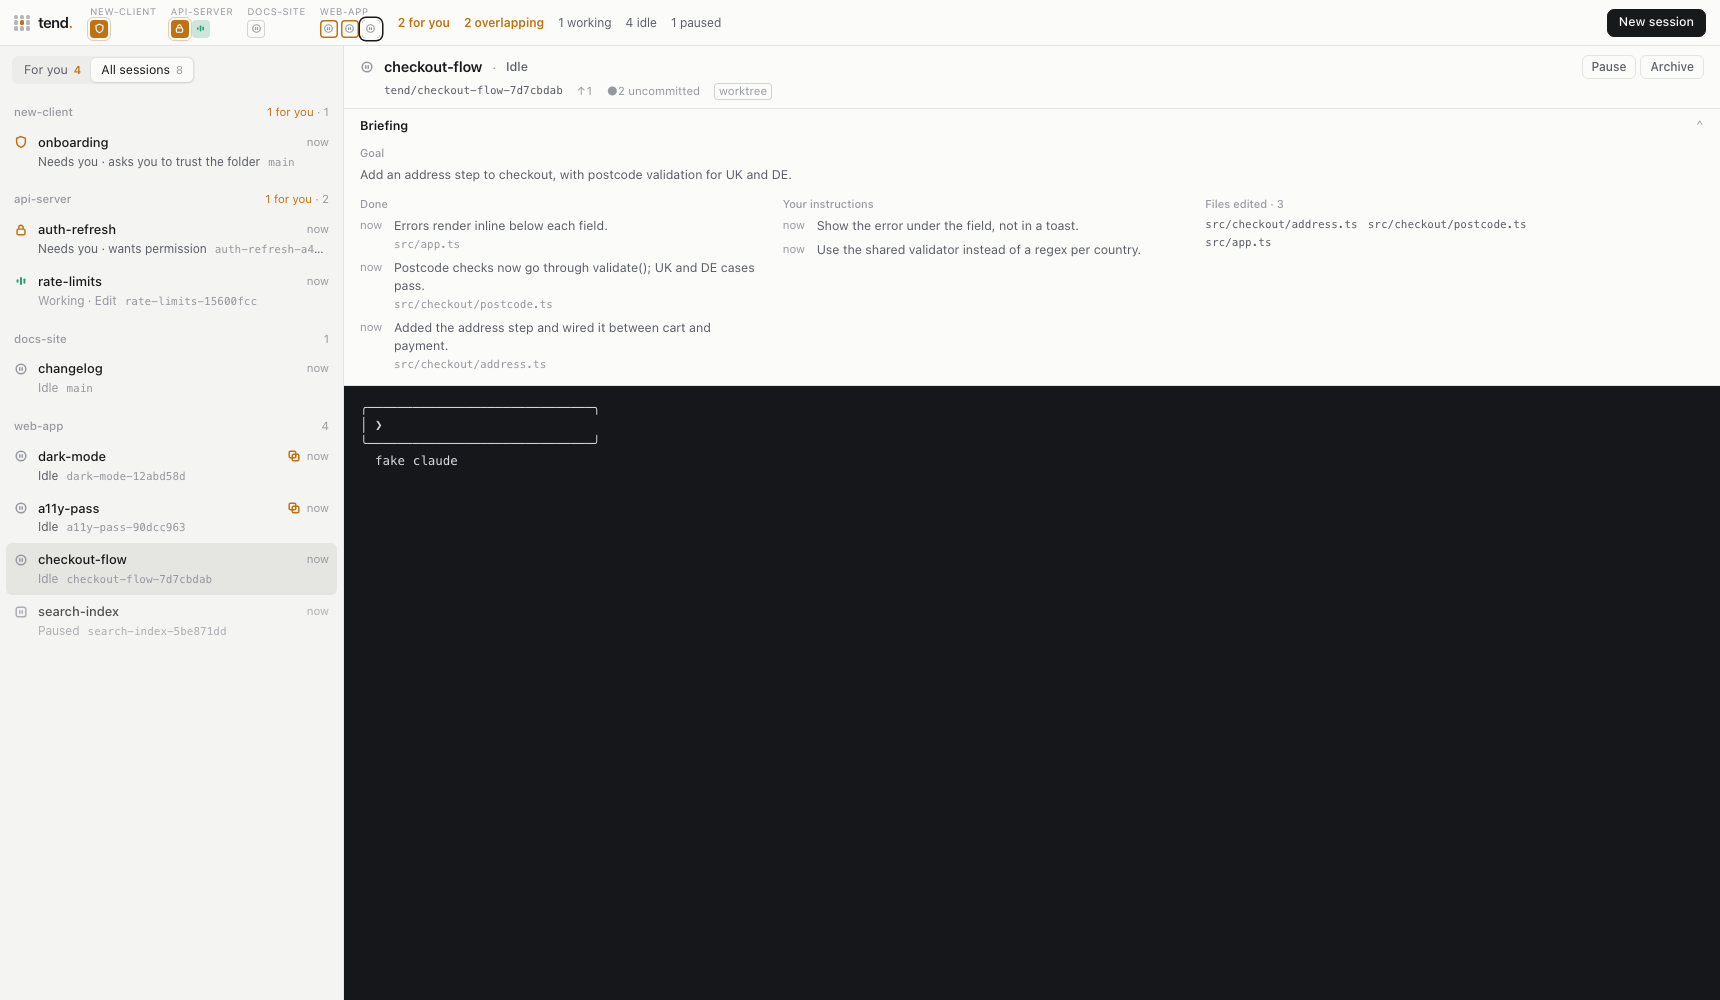 tend.
NEW-CLIENT
API-SERVER
DOCS-SITE
WEB-APP
2 for you 2 overlapping 1 working 4 idle 1 paused
New session
For you 4 All sessions 8
new-client 1 for you · 1
onboarding now
Needs you · asks you to trust the folder main
api-server 1 for you · 2
auth-refresh now
Needs you · wants permission auth-refresh-a4…
rate-limits now
Working · Edit rate-limits-15600fcc
docs-site 1
changelog now
Idle main
web-app 4
dark-mode now
Idle dark-mode-12abd58d
a11y-pass now
Idle a11y-pass-90dcc963
checkout-flow now
Idle checkout-flow-7d7cbdab
search-index now
Paused search-index-5be871dd
checkout-flow · Idle
Pause Archive
tend/checkout-flow-7d7cbdab ↑1 ●2 uncommitted worktree
Briefing
Goal
Add an address step to checkout, with postcode validation for UK and DE.
Done
now Errors render inline below each field.
src/app.ts
now Postcode checks now go through validate(); UK and DE cases
pass.
src/checkout/postcode.ts
now Added the address step and wired it between cart and
payment.
src/checkout/address.ts
Your instructions
now Show the error under the field, not in a toast.
now Use the shared validator instead of a regex per country.
Files edited · 3
src/checkout/address.ts src/checkout/postcode.ts
src/app.ts
❯
fake claude